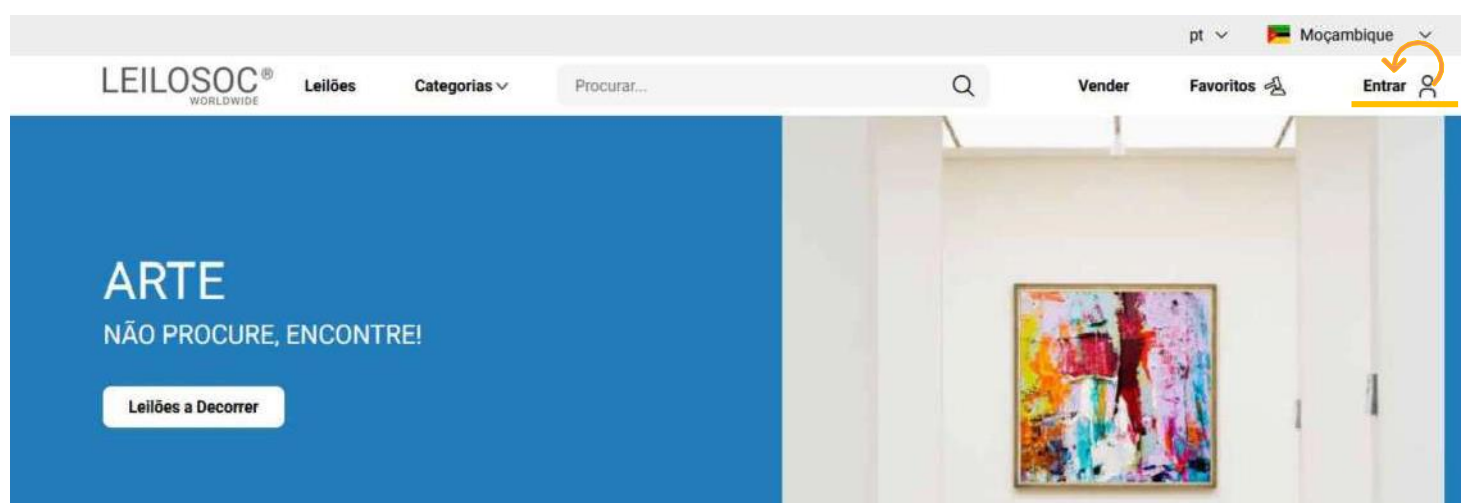 pt Moçambique
LEILOSOC® Leilões Categorias Procurar... Vender Favoritos Entrar
WORLDWIDE
ARTE
NÃO PROCURE, ENCONTRE!
Leilões a Decorrer